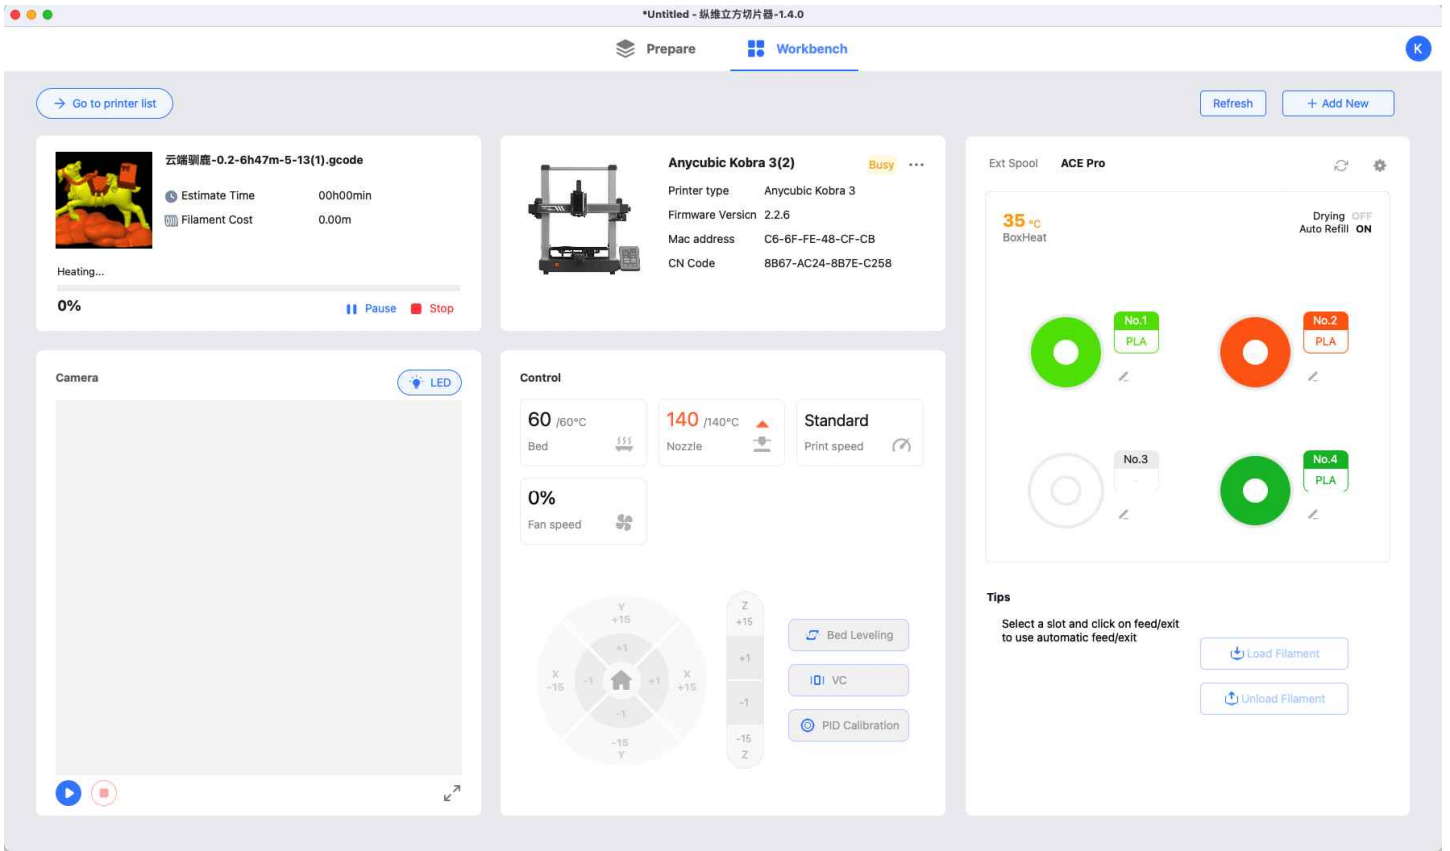 *Untitled - 纵维立方切片器-1.4.0
Prepare
Workbench
K
Go to printer list
Refresh
+ Add New
云端驯鹿-0.2-6h47m-5-13(1).gcode
Estimate Time 00h00min
Filament Cost 0.00m
Heating...
0%
Pause
Stop
Anycubic Kobra 3(2)
Busy
Printer type Anycubic Kobra 3
Firmware Version 2.2.6
Mac address C6-6F-FE-48-CF-CB
CN Code 8B67-AC24-8B7E-C258
Ext Spool
ACE Pro
35 °C
BoxHeat
Drying OFF
Auto Refill ON
No.1
PLA
No.2
PLA
No.3
-
No.4
PLA
Tips
Select a slot and click on feed/exit
to use automatic feed/exit
Load Filament
Unload Filament
Camera
LED
Control
60 /60°C
Bed
140 /140°C
Nozzle
Standard
Print speed
0%
Fan speed
Y
+15
+1
X
-15
-1
+1
X
+15
-1
-15
Y
Z
+15
+1
-1
-15
Z
Bed Leveling
VC
PID Calibration